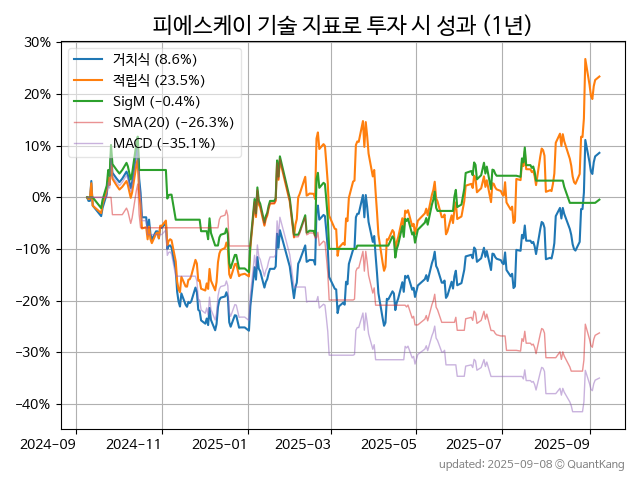 피에스케이 기술 지표로 투자 시 성과 (1년)
30%
20%
10%
0%
−10%
−20%
−30%
−40%
거치식 (8.6%)
적립식 (23.5%)
SigM (−0.4%)
SMA(20) (−26.3%)
MACD (−35.1%)
2024-09
2024-11
2025-01
2025-03
2025-05
2025-07
2025-09
updated: 2025-09-08 © QuantKang